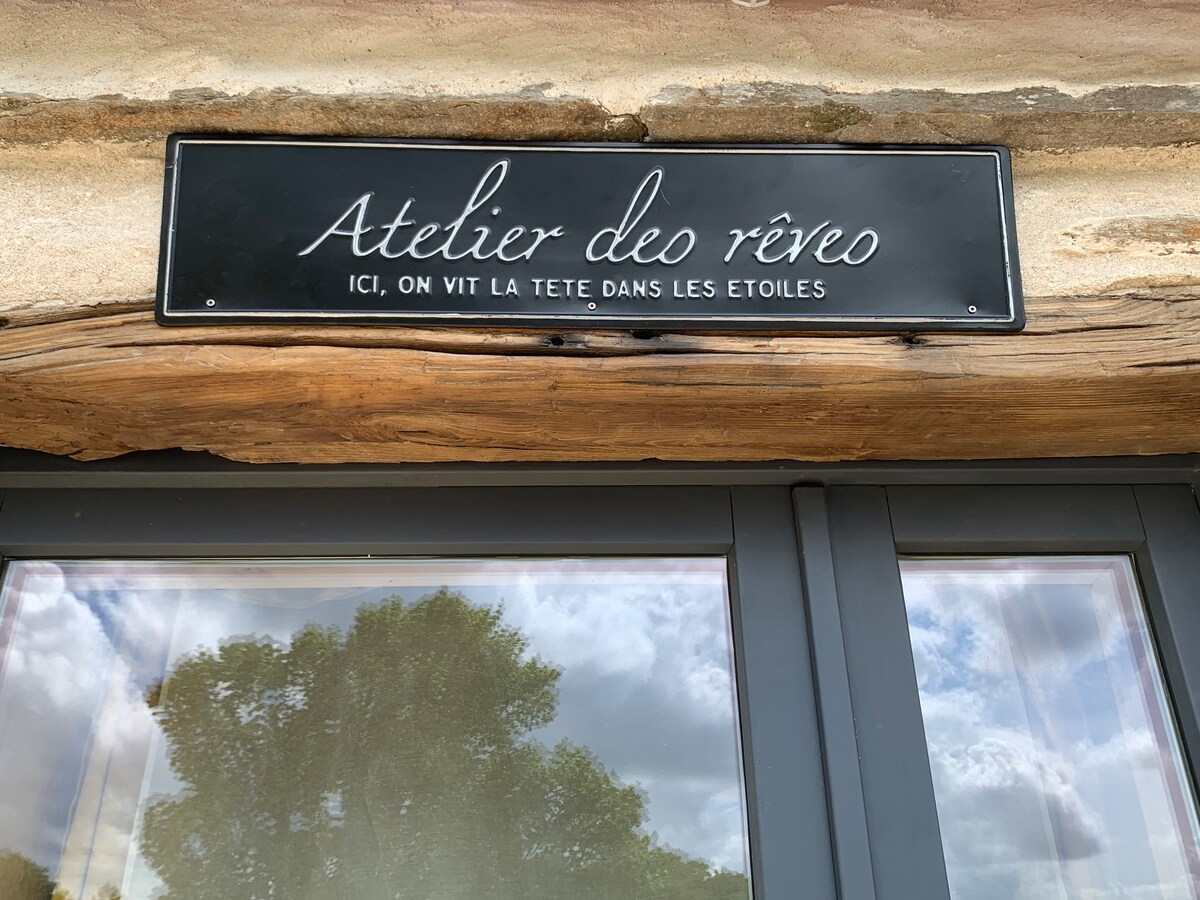 Atelier des rêves
ICI, ON VIT LA TETE DANS LES ETOILES